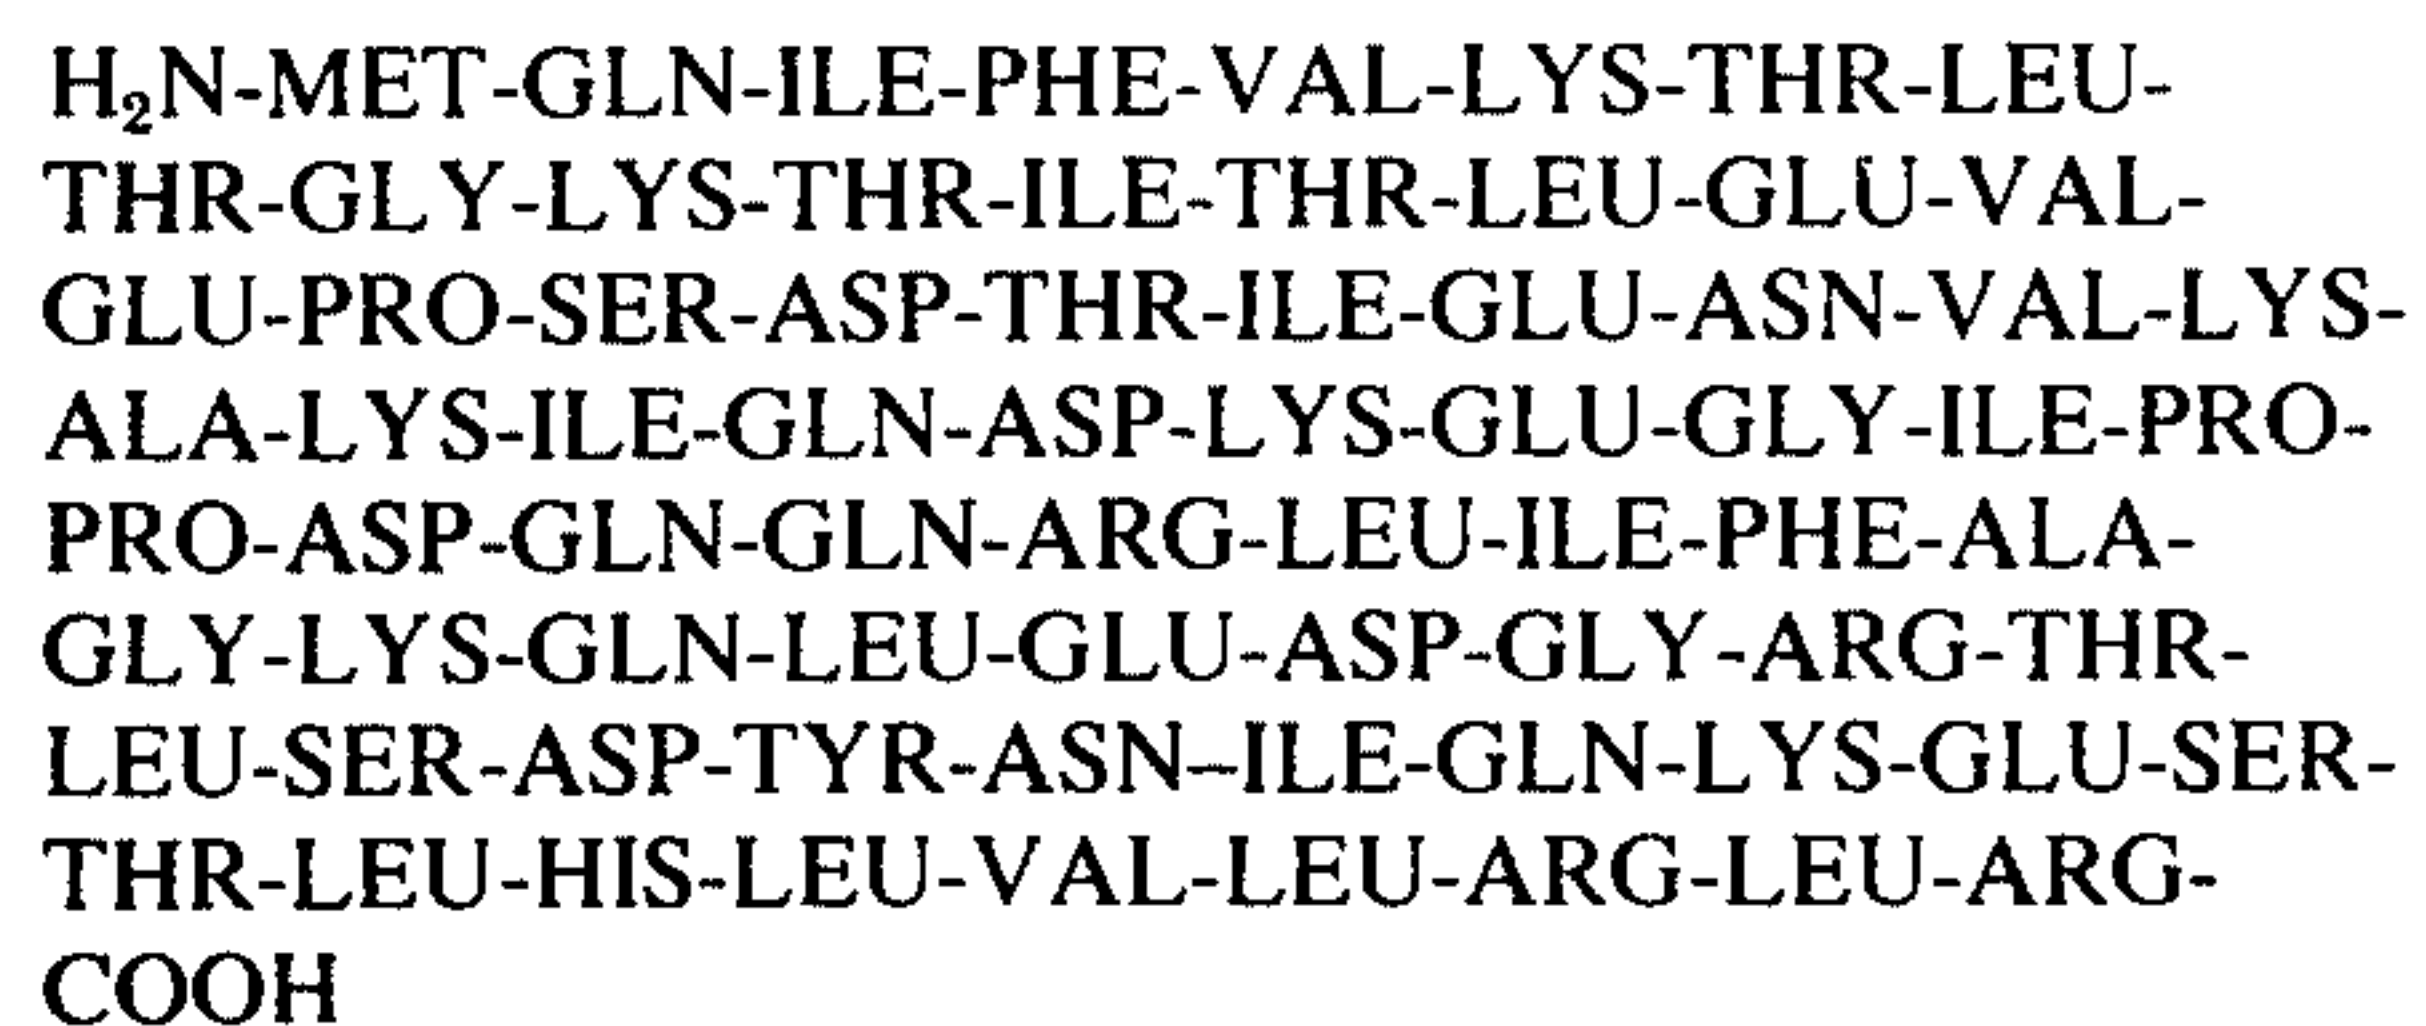 H₂N-MET-GLN-ILE-PHE-VAL-LYS-THR-LEU-
THR-GLY-LYS-THR-ILE-THR-LEU-GLU-VAL-
GLU-PRO-SER-ASP-THR-ILE-GLU-ASN-VAL-LYS-
ALA-LYS-ILE-GLN-ASP-LYS-GLU-GLY-ILE-PRO-
PRO-ASP-GLN-GLN-ARG-LEU-ILE-PHE-ALA-
GLY-LYS-GLN-LEU-GLU-ASP-GLY-ARG-THR-
LEU-SER-ASP-TYR-ASN–ILE-GLN-LYS-GLU-SER-
THR-LEU-HIS-LEU-VAL-LEU-ARG-LEU-ARG-
COOH